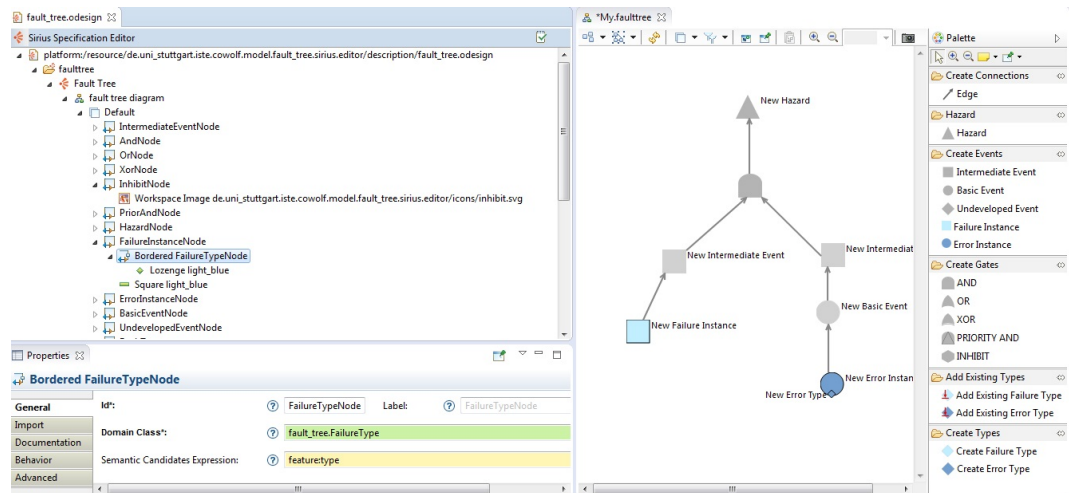 fault_tree.odesign
Sirius Specification Editor
platform:/resource/de.uni_stuttgart.iste.cowolf.model.fault_tree.sirius.editor/description/fault_tree.odesign
faulttree
Fault Tree
fault tree diagram
Default
IntermediateEventNode
AndNode
OrNode
XorNode
InhibitNode
Workspace Image de.uni_stuttgart.iste.cowolf.model.fault_tree.sirius.editor/icons/inhibit.svg
PriorAndNode
HazardNode
FailureInstanceNode
Bordered FailureTypeNode
Lozenge light_blue
Square light_blue
ErrorInstanceNode
BasicEventNode
UndevelopedEventNode
Properties
Bordered FailureTypeNode
General
Import
Documentation
Behavior
Advanced
Id*: FailureTypeNode Label: FailureTypeNode
Domain Class*: fault_tree.FailureType
Semantic Candidates Expression: feature:type
*My.faulttree
New Hazard
New Intermediate Event
New Intermediat
New Basic Event
New Failure Instance
New Error Instan
New Error Type
Palette
Create Connections
Edge
Hazard
Hazard
Create Events
Intermediate Event
Basic Event
Undeveloped Event
Failure Instance
Error Instance
Create Gates
AND
OR
XOR
PRIORITY AND
INHIBIT
Add Existing Types
Add Existing Failure Type
Add Existing Error Type
Create Types
Create Failure Type
Create Error Type